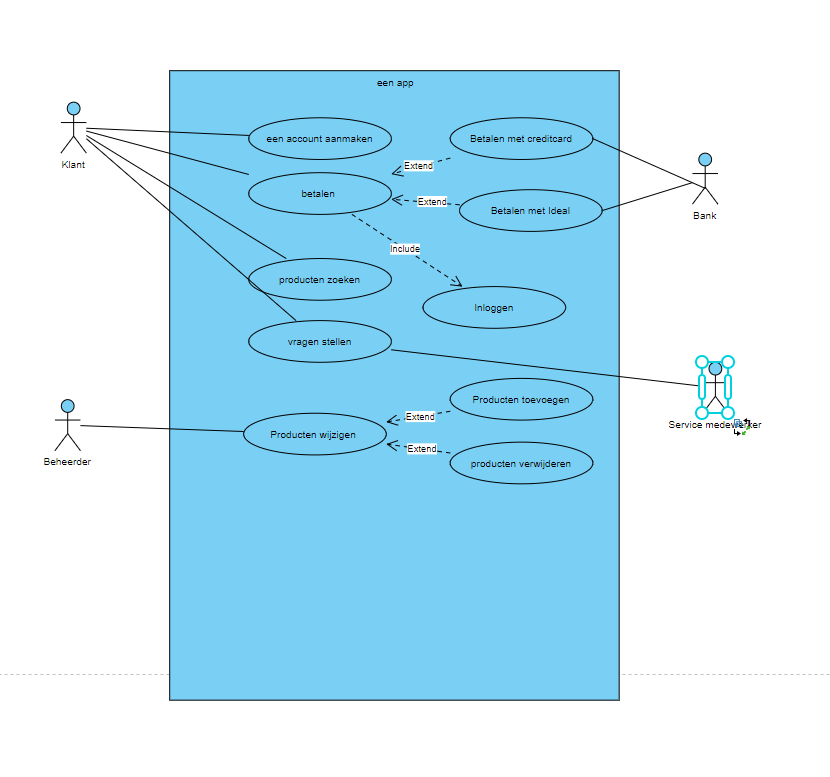 een app
Klant
een account aanmaken
Betalen met creditcard
Extend
betalen
Extend
Betalen met Ideal
Bank
Include
producten zoeken
Inloggen
vragen stellen
Service medewerker
Producten toevoegen
Extend
Beheerder
Producten wijzigen
Extend
producten verwijderen